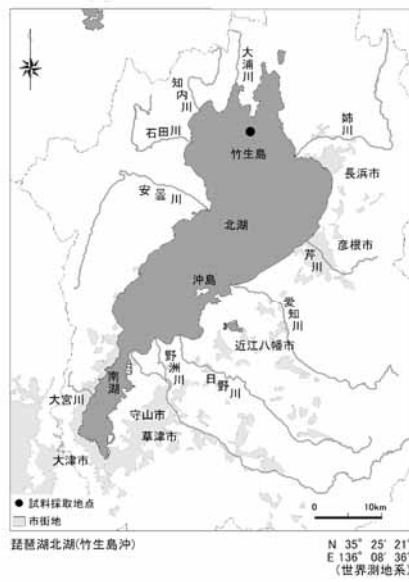 大浦川
知内川
石田川
姉川
竹生島
長浜市
安曇川
北湖
彦根市
芹川
沖島
愛知川
近江八幡市
野洲川
日野川
南湖
大宮川
守山市
草津市
大津市
● 試料採取地点
市街地
0 10km
琵琶湖北湖(竹生島沖)
N 35° 25′ 21″
E 136° 08′ 36″
(世界測地系)